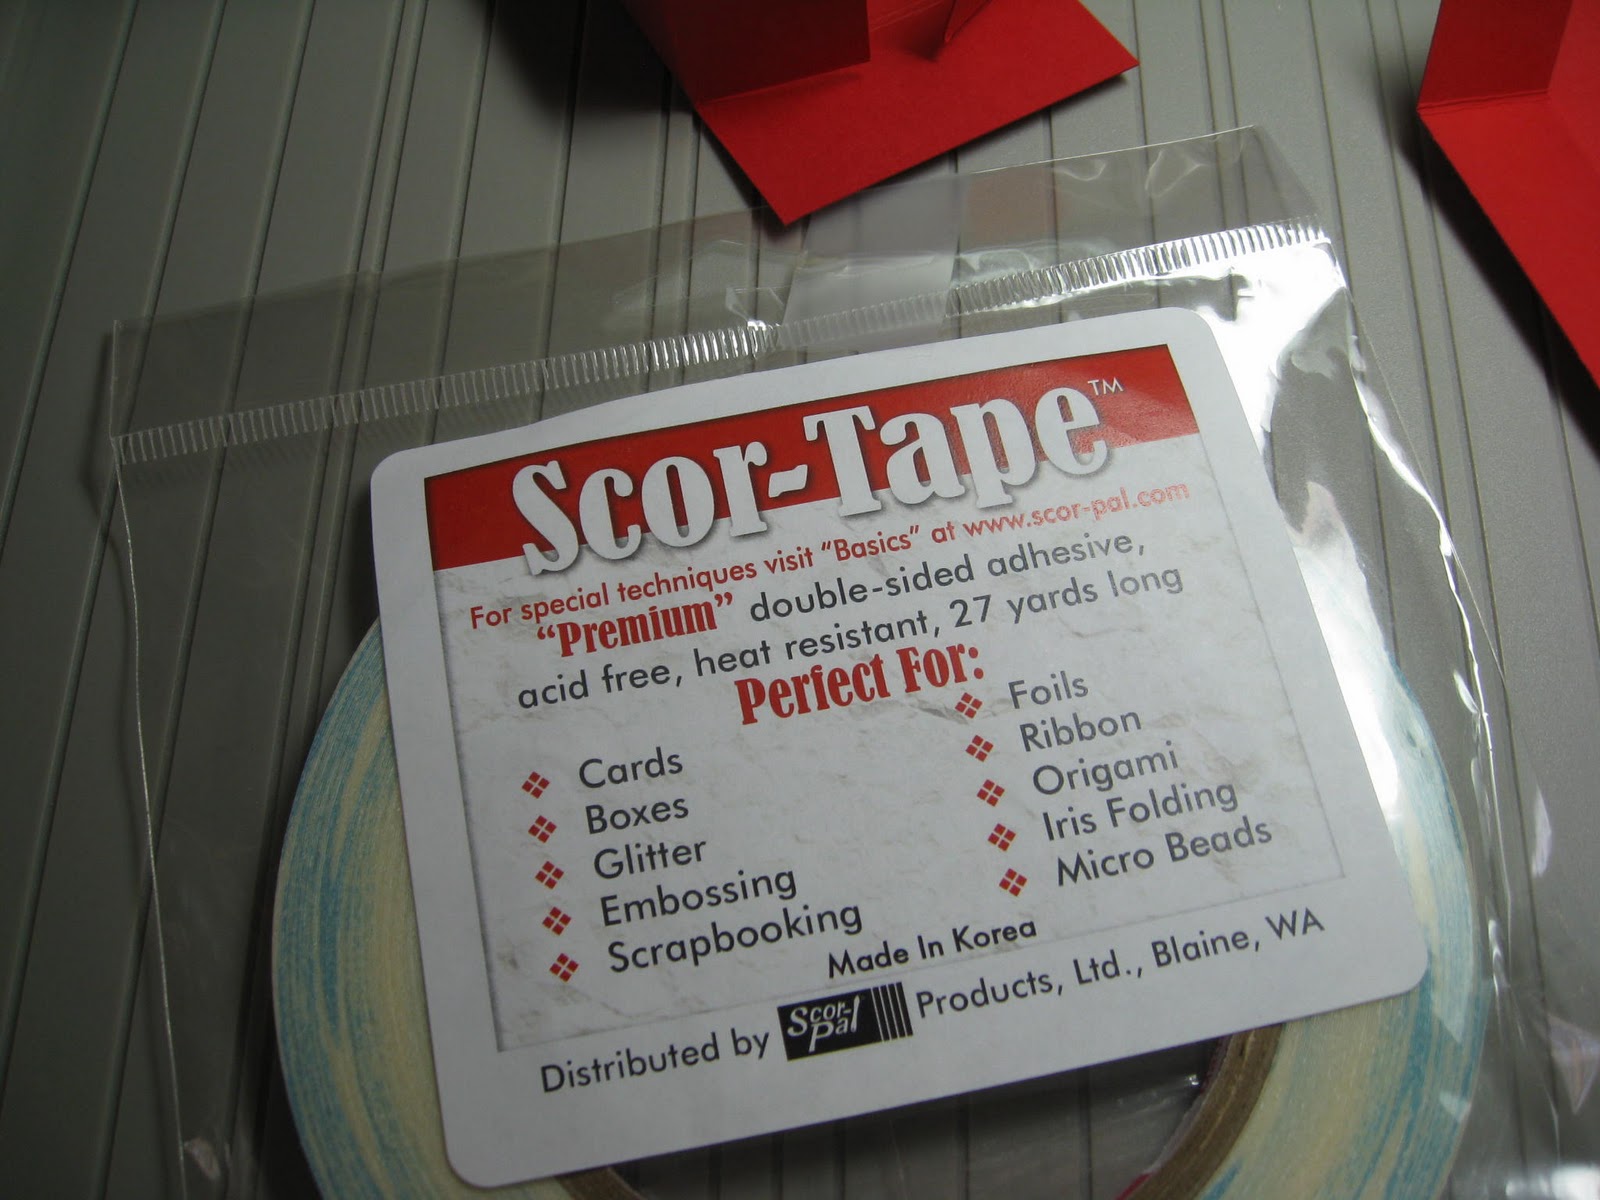 Scor-Tape™
For special techniques visit “Basics” at www.scor-pal.com
“Premium” double-sided adhesive,
acid free, heat resistant, 27 yards long
Perfect For:
Cards
Boxes
Glitter
Embossing
Scrapbooking
Foils
Ribbon
Origami
Iris Folding
Micro Beads
Made In Korea
Distributed by Scor-Pal Products, Ltd., Blaine, WA